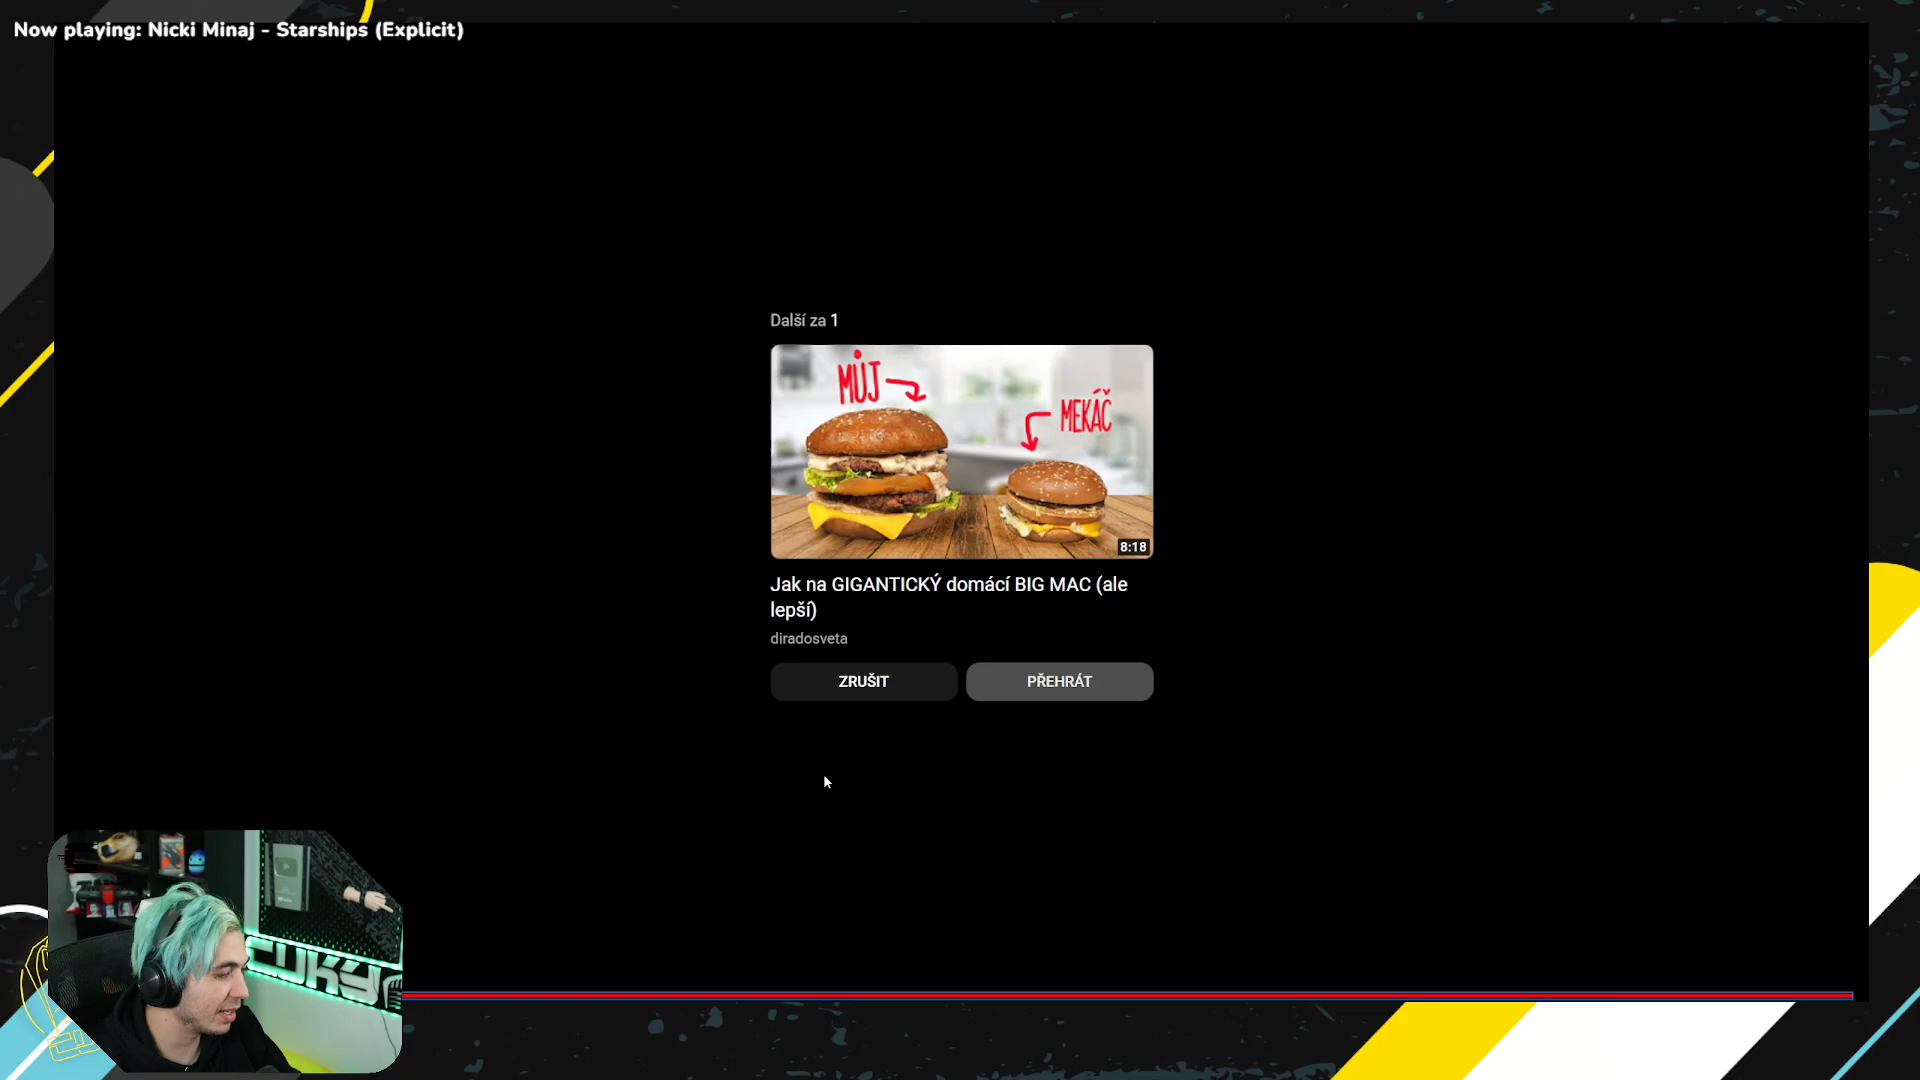 Now playing: Nicki Minaj - Starships (Explicit)
Další za 1
MŮJ
MEKÁČ
8:18
Jak na GIGANTICKÝ domácí BIG MAC (ale
lepší)
diradosveta
ZRUŠIT
PŘEHRÁT
CUKY